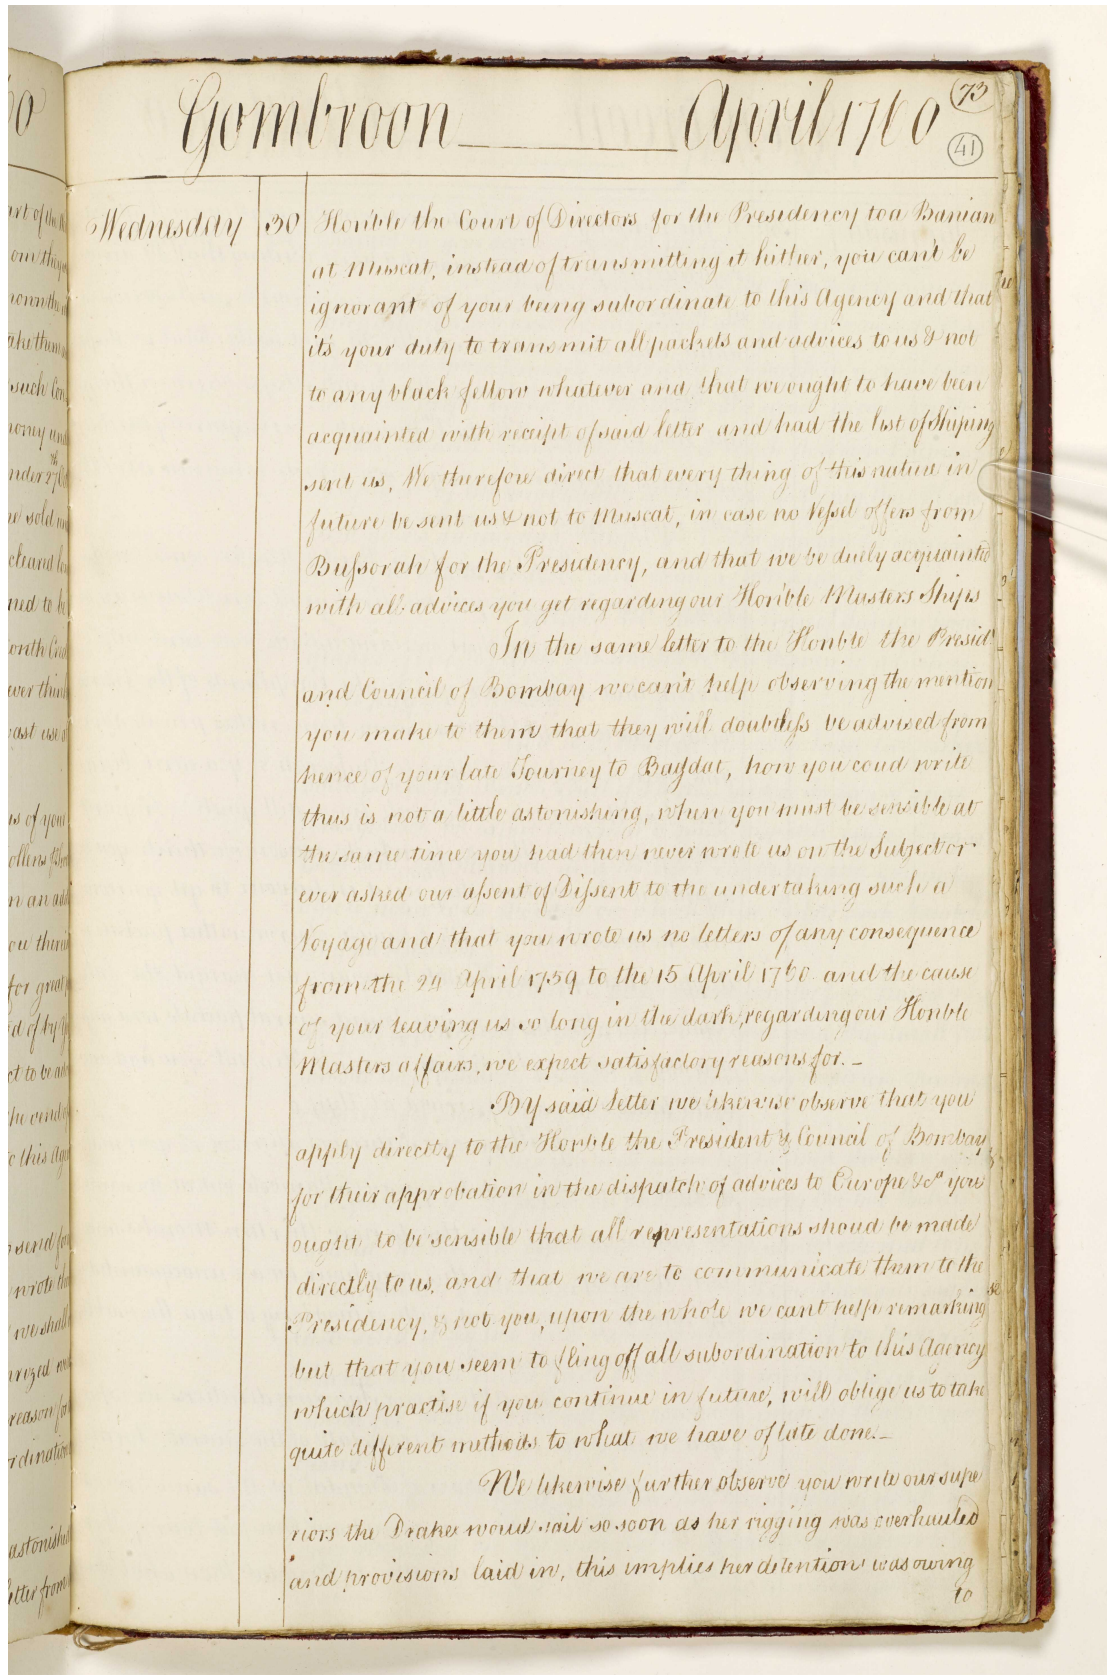 Gombroon April 1760
73
41
Wednesday 30 Honble the Court of Directors for the Presidency to a Banian
at Muscat, instead of transmitting it hither, you can't be
ignorant of your being subordinate to this Agency and that
it's your duty to transmit all packets and advices to us & not
to any black fellow whatever and that we ought to have been
acquainted with receipt of said letter and had the list of Shiping
sent us, We therefore direct that every thing of this nature in
future be sent us & not to Muscat, in case no Vessel offers from
Bussorah for the Presidency, and that we be duely acquainted
with all advices you get regarding our Hon'ble Masters Ships
In the same letter to the Honble the Presidt
and Council of Bombay we can't help observing the mention
you make to them that they will doubtless be advised from
hence of your late Journey to Bagdat, how you coud write
thus is not a little astonishing, when you must be sensible at
the same time you had then never wrote us on the Subject or
ever asked our assent of Dissent to the undertaking such a
Voyage and that you wrote us no letters of any consequence
from the 24 April 1759 to the 15 April 1760 and the cause
of your leaving us so long in the dark, regarding our Honble
Masters affairs, we expect satisfactory reasons for. _
By said letter we likewise observe that you
apply directly to the Honble the President & Council of Bombay
for their approbation in the dispatch of advices to Europe &ca you
ought to be sensible that all representations shoud be made
directly to us, and that we are to communicate them to the
Presidency, & not you, upon the whole we cant help remarking
but that you seem to fling off all subordination to this Agency
which practise if you continue in future, will oblige us to take
quite different methods to what we have of late done. _
We likewise further observe you write our supe
riors the Drake woud sail so soon as her rigging was overhauled
and provisions laid in, this implies her detention was owing
to